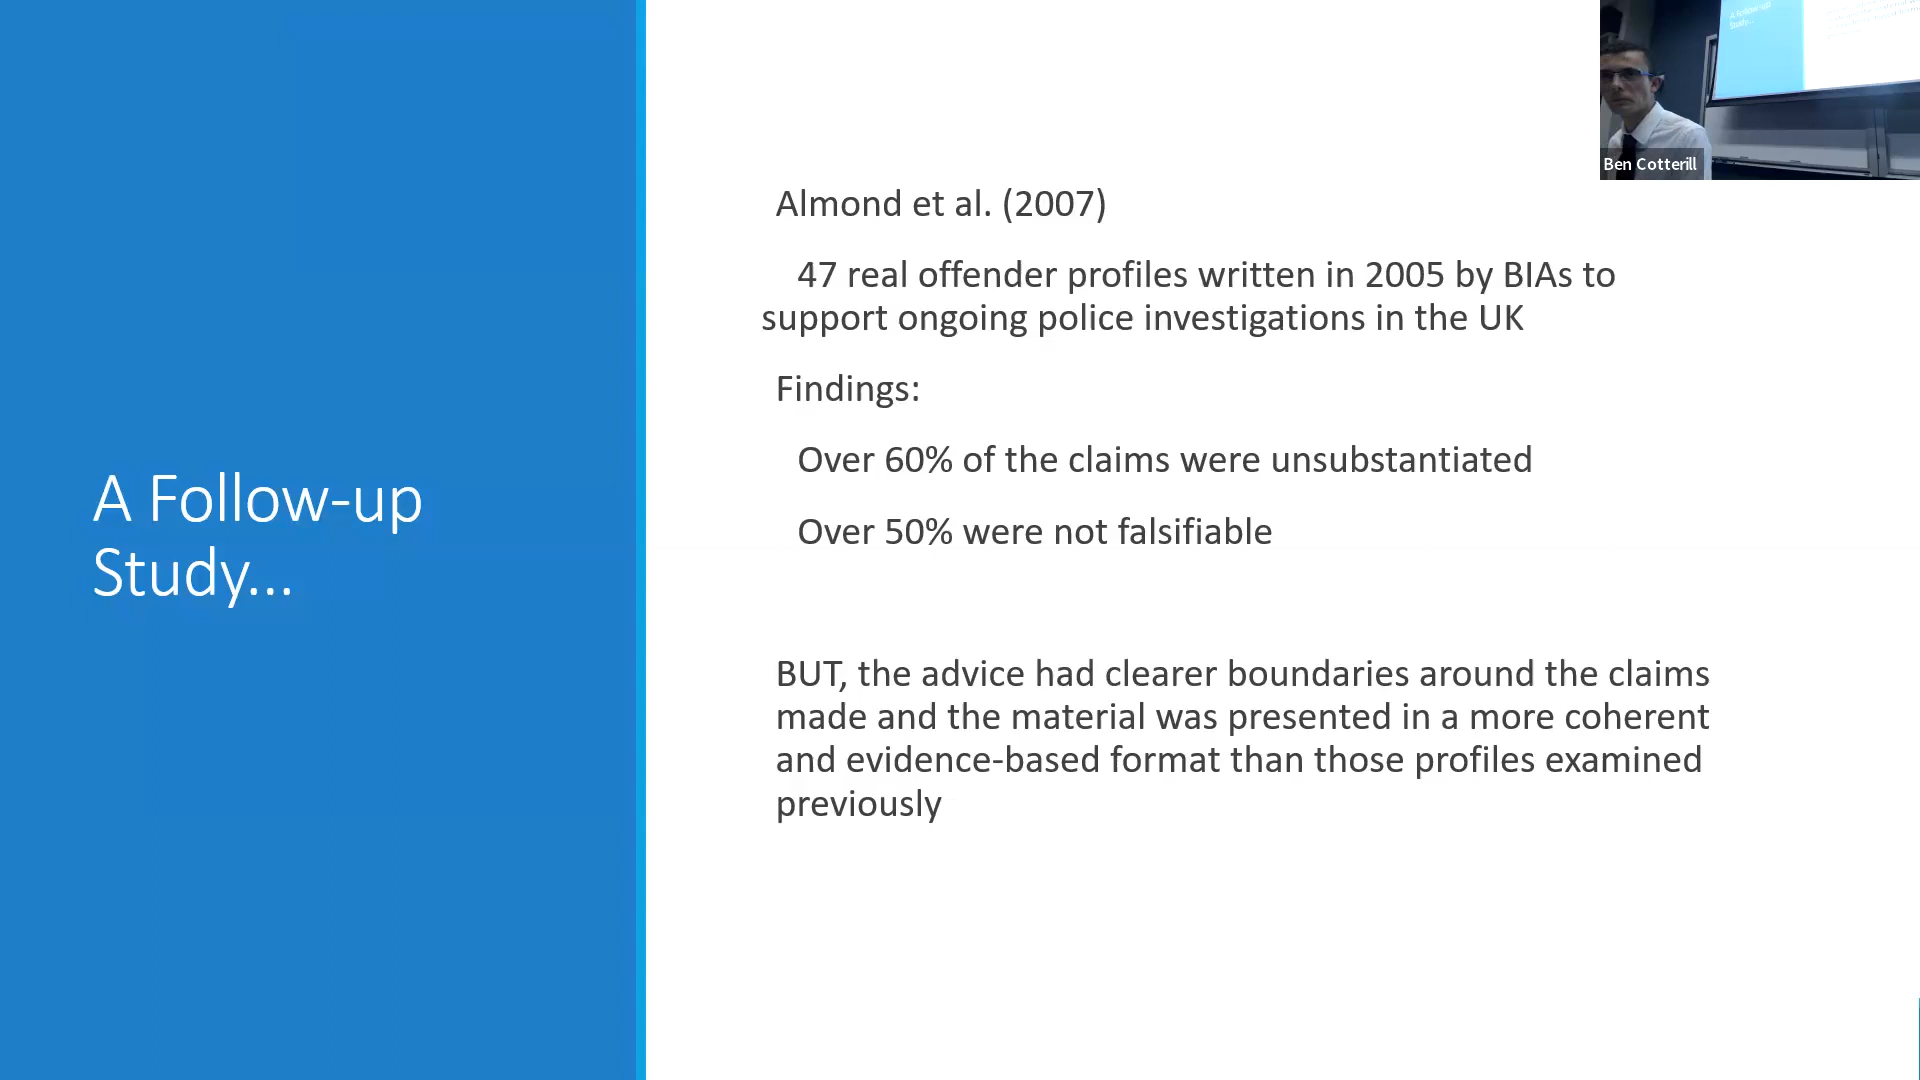 A Follow-up
Study...
Almond et al. (2007)
47 real offender profiles written in 2005 by BIAs to
support ongoing police investigations in the UK
Findings:
Over 60% of the claims were unsubstantiated
Over 50% were not falsifiable
BUT, the advice had clearer boundaries around the claims
made and the material was presented in a more coherent
and evidence-based format than those profiles examined
previously
A Follow-up
Study...
Ben Cotterill